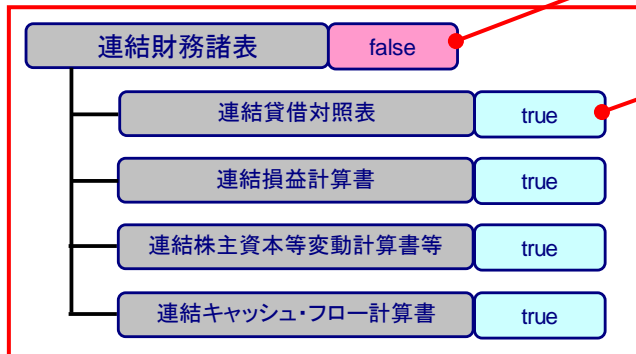 連結財務諸表 false
連結貸借対照表 true
連結損益計算書 true
連結株主資本等変動計算書等 true
連結キャッシュ・フロー計算書 true